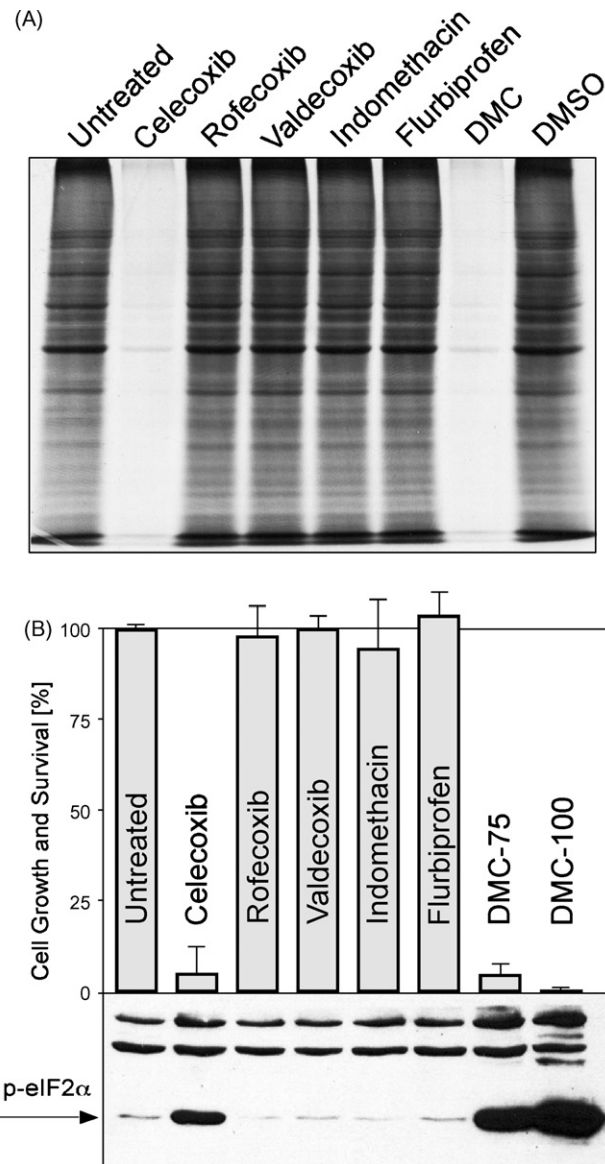 (A)
Untreated
Celecoxib
Rofecoxib
Valdecoxib
Indomethacin
Flurbiprofen
DMC
DMSO
(B)
Cell Growth and Survival [%]
100
75
50
25
0
Untreated
Celecoxib
Rofecoxib
Valdecoxib
Indomethacin
Flurbiprofen
DMC-75
DMC-100
p-eIF2α